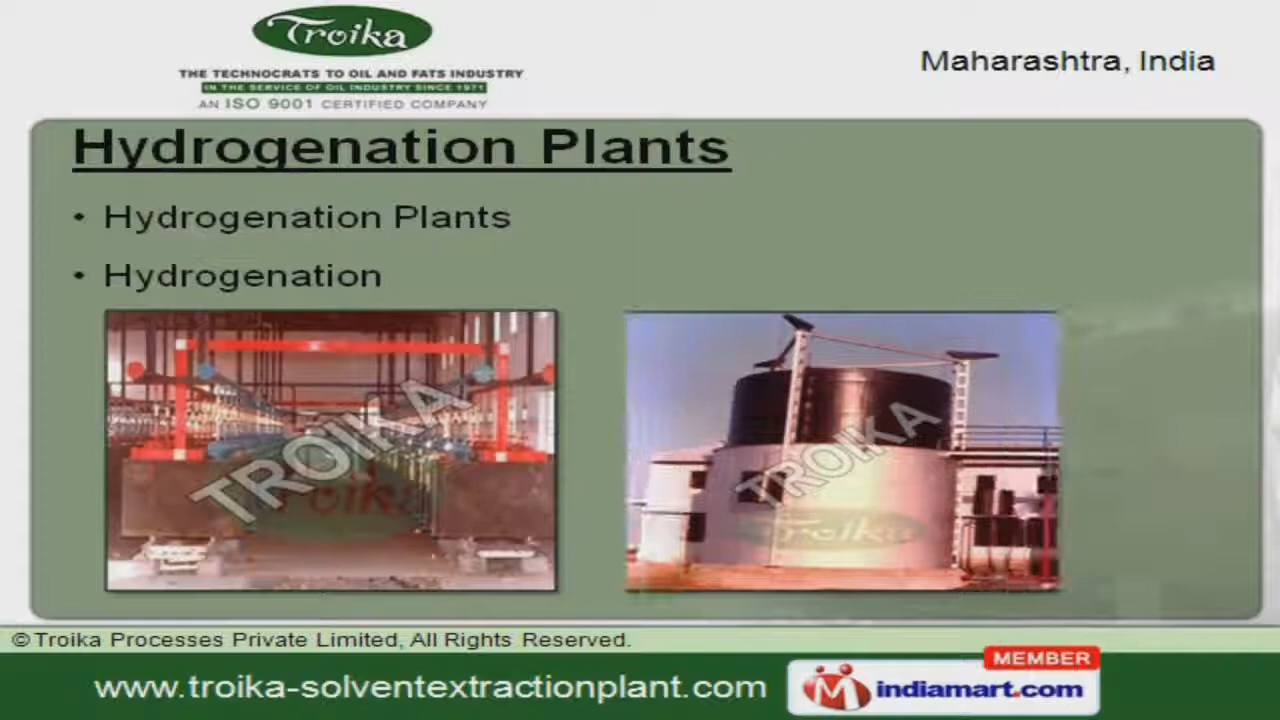 Troika
THE TECHNOCRATS TO OIL AND FATS INDUSTRY
IN THE SERVICE OF OIL INDUSTRY SINCE 1971
AN ISO 9001 CERTIFIED COMPANY
Maharashtra, India
Hydrogenation Plants
• Hydrogenation Plants
• Hydrogenation
TROIKA
Troika
TROIKA
Troika
© Troika Processes Private Limited, All Rights Reserved.
www.troika-solventextractionplant.com
MEMBER
indiamart.com